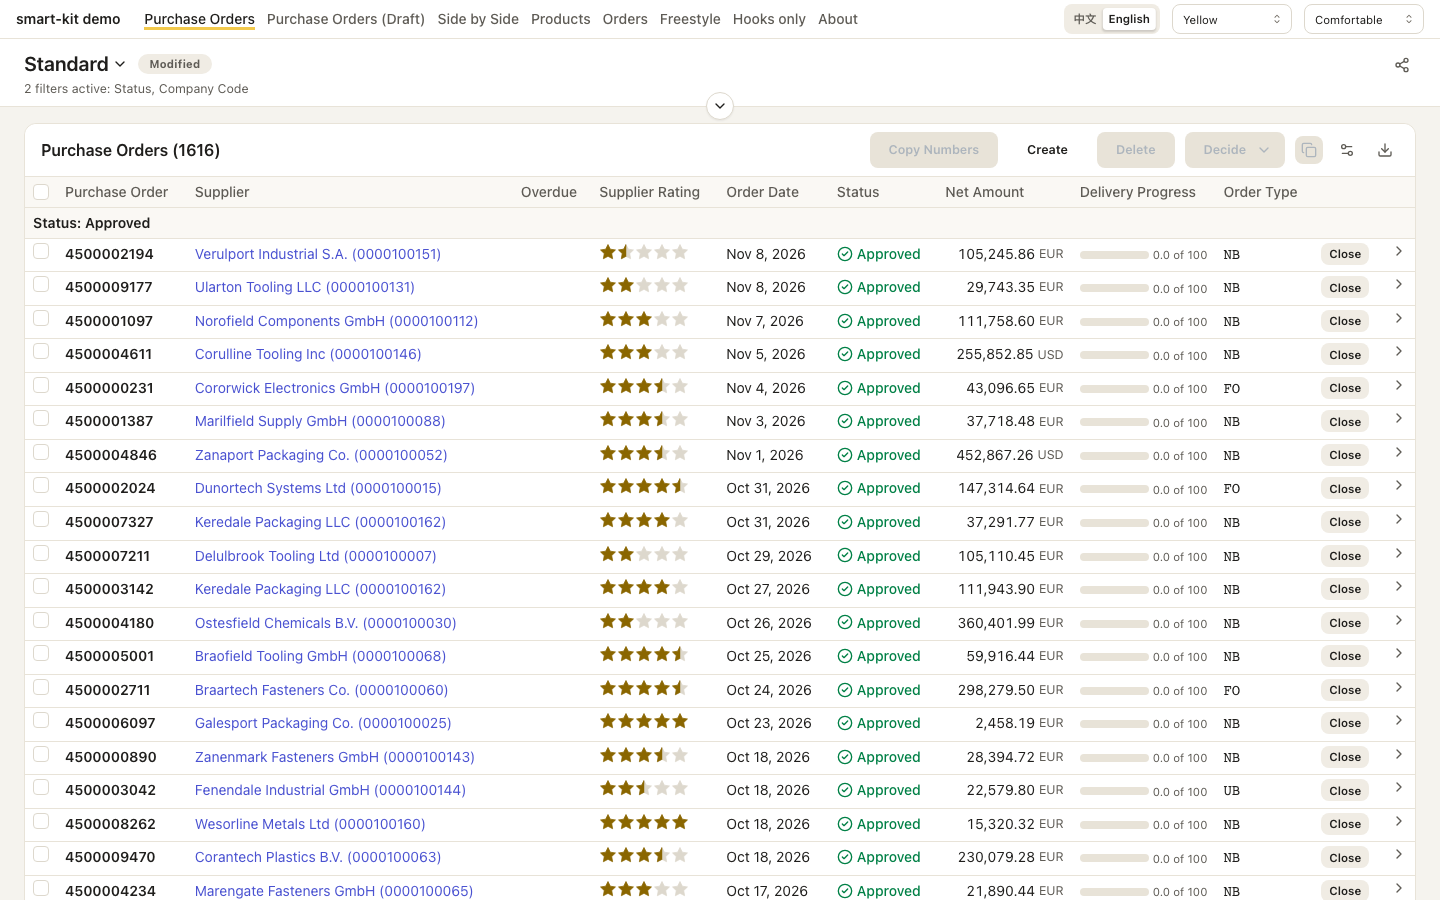 smart-kit demo Purchase Orders Purchase Orders (Draft) Side by Side Products Orders Freestyle Hooks only About 中文 English Yellow Comfortable
Standard Modified
2 filters active: Status, Company Code
Purchase Orders (1616) Copy Numbers Create Delete Decide
Purchase Order Supplier Overdue Supplier Rating Order Date Status Net Amount Delivery Progress Order Type
Status: Approved
4500002194 Verulport Industrial S.A. (0000100151) Nov 8, 2026 Approved 105,245.86 EUR 0.0 of 100 NB Close
4500009177 Ularton Tooling LLC (0000100131) Nov 8, 2026 Approved 29,743.35 EUR 0.0 of 100 NB Close
4500001097 Norofield Components GmbH (0000100112) Nov 7, 2026 Approved 111,758.60 EUR 0.0 of 100 NB Close
4500004611 Corulline Tooling Inc (0000100146) Nov 5, 2026 Approved 255,852.85 USD 0.0 of 100 NB Close
4500000231 Cororwick Electronics GmbH (0000100197) Nov 4, 2026 Approved 43,096.65 EUR 0.0 of 100 FO Close
4500001387 Marilfield Supply GmbH (0000100088) Nov 3, 2026 Approved 37,718.48 EUR 0.0 of 100 NB Close
4500004846 Zanaport Packaging Co. (0000100052) Nov 1, 2026 Approved 452,867.26 USD 0.0 of 100 NB Close
4500002024 Dunortech Systems Ltd (0000100015) Oct 31, 2026 Approved 147,314.64 EUR 0.0 of 100 FO Close
4500007327 Keredale Packaging LLC (0000100162) Oct 31, 2026 Approved 37,291.77 EUR 0.0 of 100 NB Close
4500007211 Delulbrook Tooling Ltd (0000100007) Oct 29, 2026 Approved 105,110.45 EUR 0.0 of 100 NB Close
4500003142 Keredale Packaging LLC (0000100162) Oct 27, 2026 Approved 111,943.90 EUR 0.0 of 100 NB Close
4500004180 Ostesfield Chemicals B.V. (0000100030) Oct 26, 2026 Approved 360,401.99 EUR 0.0 of 100 NB Close
4500005001 Braofield Tooling GmbH (0000100068) Oct 25, 2026 Approved 59,916.44 EUR 0.0 of 100 NB Close
4500002711 Braartech Fasteners Co. (0000100060) Oct 24, 2026 Approved 298,279.50 EUR 0.0 of 100 FO Close
4500006097 Galesport Packaging Co. (0000100025) Oct 23, 2026 Approved 2,458.19 EUR 0.0 of 100 NB Close
4500000890 Zanenmark Fasteners GmbH (0000100143) Oct 18, 2026 Approved 28,394.72 EUR 0.0 of 100 NB Close
4500003042 Fenendale Industrial GmbH (0000100144) Oct 18, 2026 Approved 22,579.80 EUR 0.0 of 100 UB Close
4500008262 Wesorline Metals Ltd (0000100160) Oct 18, 2026 Approved 15,320.32 EUR 0.0 of 100 NB Close
4500009470 Corantech Plastics B.V. (0000100063) Oct 18, 2026 Approved 230,079.28 EUR 0.0 of 100 NB Close
4500004234 Marengate Fasteners GmbH (0000100065) Oct 17, 2026 Approved 21,890.44 EUR 0.0 of 100 NB Close